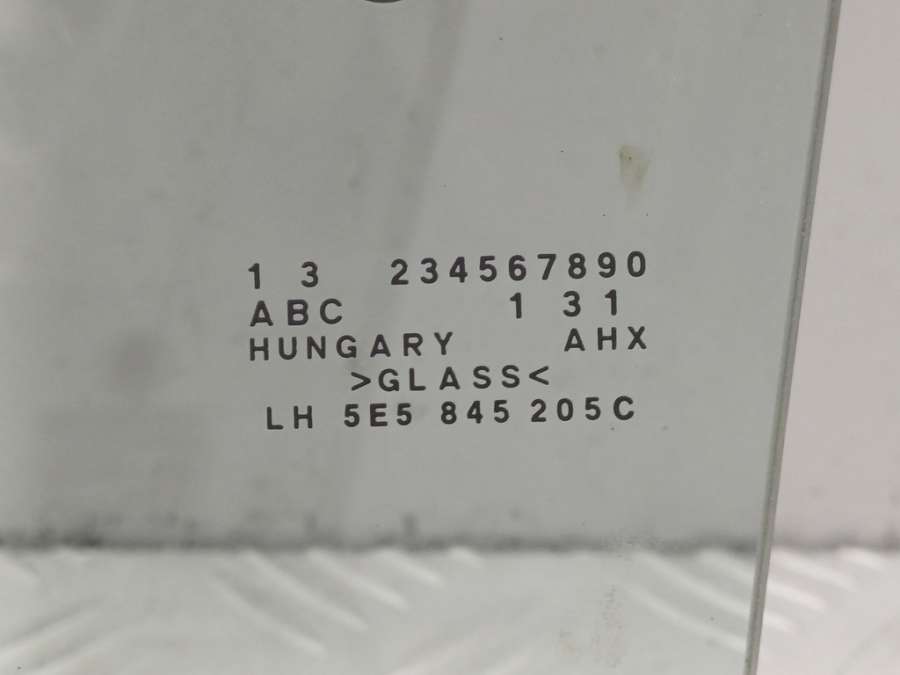 1 3 234567890
ABC 1 31
HUNGARY AHX
>GLASS<
LH 5E5 845 205C